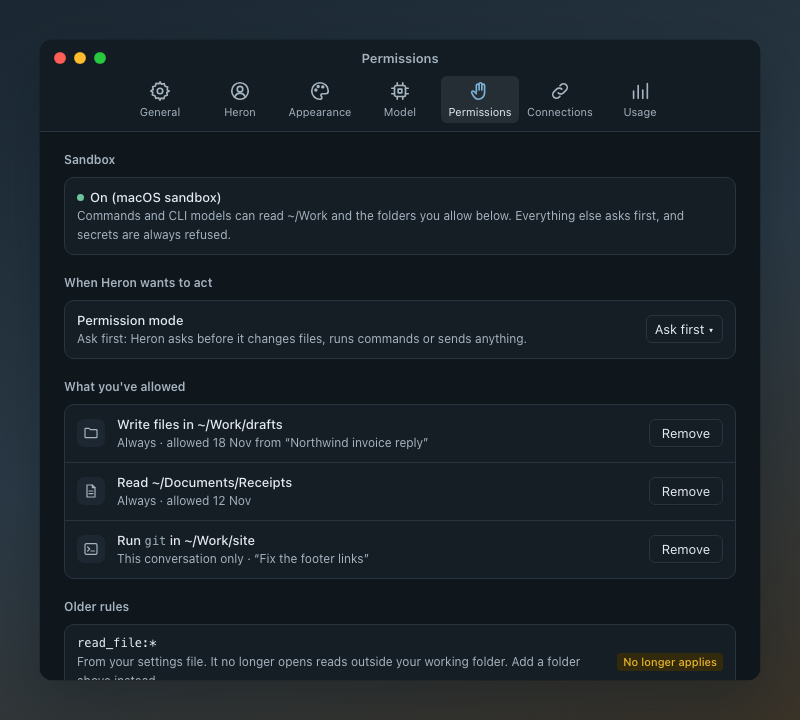 Permissions
General
Heron
Appearance
Model
Permissions
Connections
Usage
Sandbox
On (macOS sandbox)
Commands and CLI models can read ~/Work and the folders you allow below. Everything else asks first, and
secrets are always refused.
When Heron wants to act
Permission mode
Ask first: Heron asks before it changes files, runs commands or sends anything.
Ask first
What you've allowed
Write files in ~/Work/drafts
Always · allowed 18 Nov from “Northwind invoice reply”
Remove
Read ~/Documents/Receipts
Always · allowed 12 Nov
Remove
Run git in ~/Work/site
This conversation only · “Fix the footer links”
Remove
Older rules
read_file:*
From your settings file. It no longer opens reads outside your working folder. Add a folder
above instead.
No longer applies